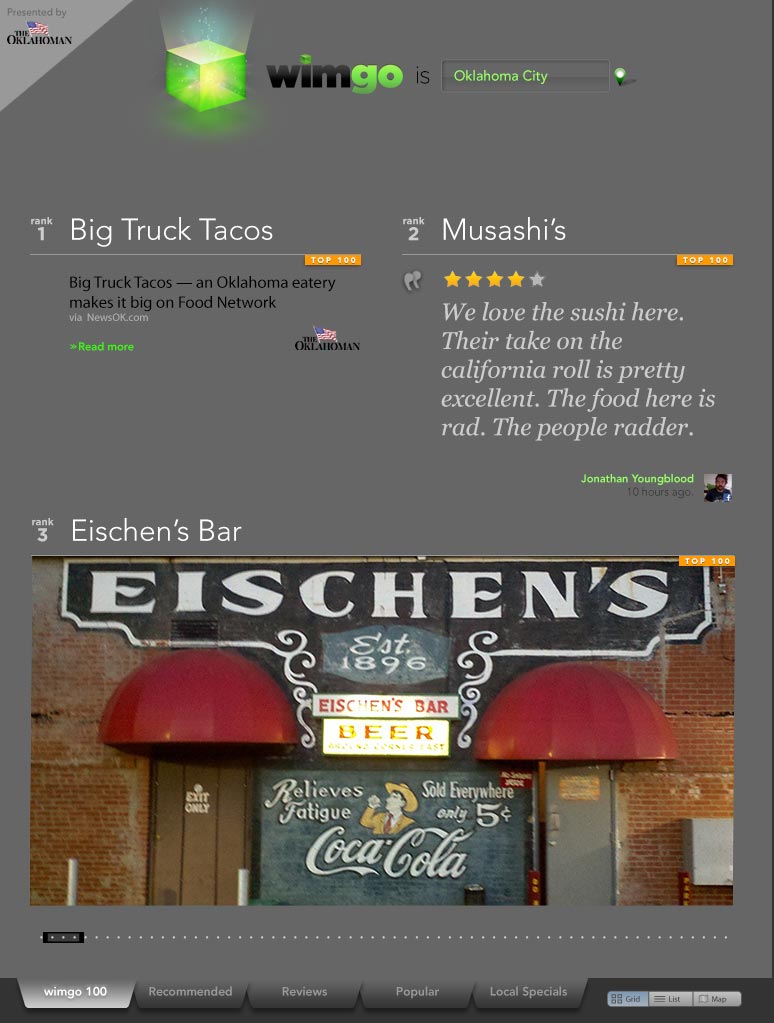 Presented by
THE
OKLAHOMAN
wimgo is Oklahoma City
rank
1
Big Truck Tacos
TOP 100
Big Truck Tacos — an Oklahoma eatery
makes it big on Food Network
via NewsOK.com
»Read more
THE
OKLAHOMAN
rank
2
Musashi's
TOP 100
We love the sushi here.
Their take on the
california roll is pretty
excellent. The food here is
rad. The people radder.
Jonathan Youngblood
10 hours ago.
rank
3
Eischen's Bar
TOP 100
EISCHEN'S
Est.
1896
EISCHEN'S BAR
BEER
AROUND CORNER EAST
EXIT
ONLY
Relieves
Fatigue
Sold Everywhere
only 5¢
Coca-Cola
wimgo 100
Recommended
Reviews
Popular
Local Specials
Grid
List
Map